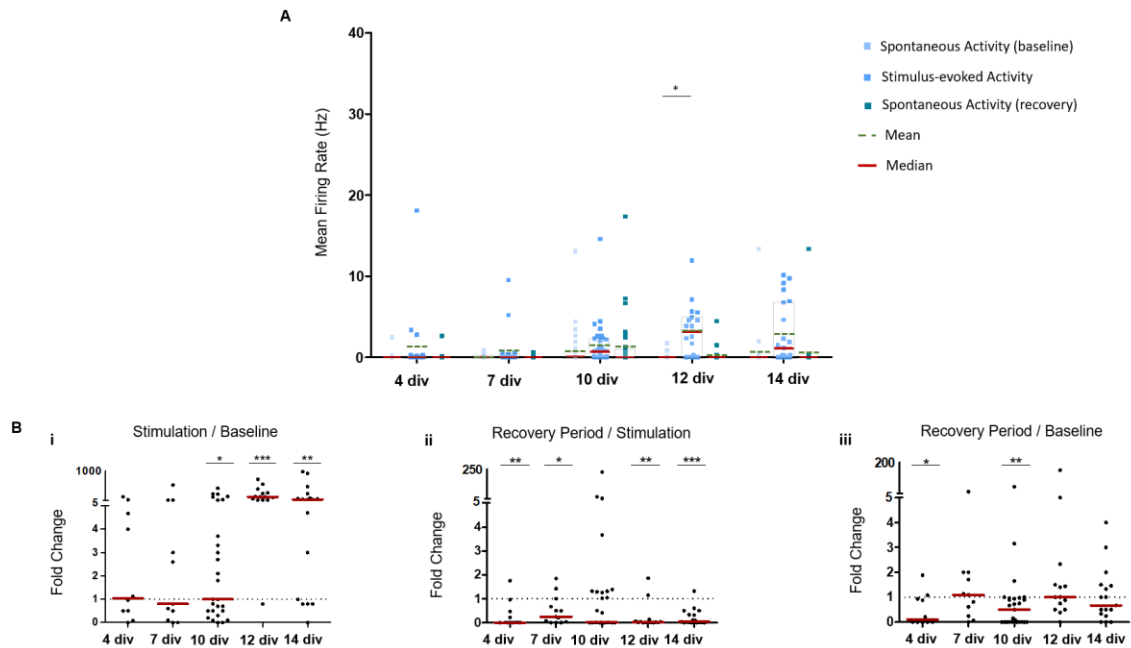 A
Mean Firing Rate (Hz)
40
30
20
10
0
*
4 div
7 div
10 div
12 div
14 div
Spontaneous Activity (baseline)
Stimulus-evoked Activity
Spontaneous Activity (recovery)
Mean
Median
B
i
Stimulation / Baseline
Fold Change
1000
5
4
3
2
1
0
*
***
**
4 div
7 div
10 div
12 div
14 div
ii
Recovery Period / Stimulation
Fold Change
250
5
4
3
2
1
0
**
*
**
***
4 div
7 div
10 div
12 div
14 div
iii
Recovery Period / Baseline
Fold Change
200
5
4
3
2
1
0
*
**
4 div
7 div
10 div
12 div
14 div